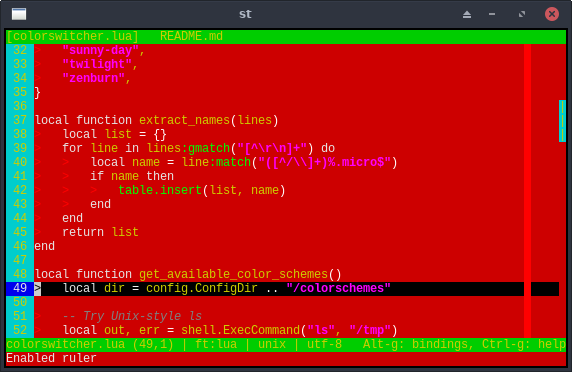 st
[colorswitcher.lua]   README.md
32 >   "sunny-day",
33 >   "twilight",
34 >   "zenburn",
35 }
36
37 local function extract_names(lines)
38 >   local list = {}
39 >   for line in lines:gmatch("[^\r\n]+") do
40 >   >   local name = line:match("([^/\\]+)%.micro$")
41 >   >   if name then
42 >   >   >   table.insert(list, name)
43 >   >   end
44 >   end
45 >   return list
46 end
47
48 local function get_available_color_schemes()
49 >   local dir = config.ConfigDir .. "/colorschemes"
50
51 >   -- Try Unix-style ls
52 >   local out, err = shell.ExecCommand("ls", "/tmp")
colorswitcher.lua (49,1) | ft:lua | unix | utf-8   Alt-g: bindings, Ctrl-g: help
Enabled ruler